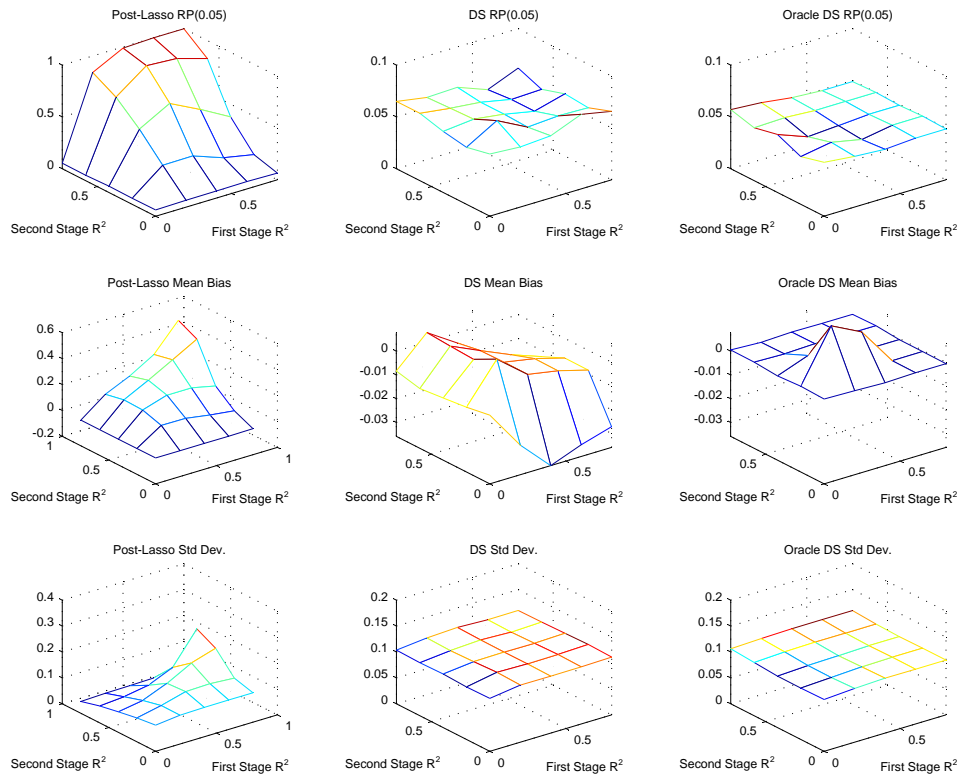 Post-Lasso RP(0.05)
1
0.5
0
0.5
0
0
0.5
Second Stage R²
First Stage R²
DS RP(0.05)
0.1
0.05
0
0.5
0
0
0.5
Second Stage R²
First Stage R²
Oracle DS RP(0.05)
0.1
0.05
0
0.5
0
0
0.5
Second Stage R²
First Stage R²
Post-Lasso Mean Bias
0.6
0.4
0.2
0
-0.2
1
0.5
0
0
0.5
1
Second Stage R²
First Stage R²
DS Mean Bias
0
-0.01
-0.02
-0.03
0.5
0
0
0.5
Second Stage R²
First Stage R²
Oracle DS Mean Bias
0
-0.01
-0.02
-0.03
0.5
0
0
0.5
Second Stage R²
First Stage R²
Post-Lasso Std Dev.
0.4
0.3
0.2
0.1
0
1
0.5
0
0
0.5
1
Second Stage R²
First Stage R²
DS Std Dev.
0.2
0.15
0.1
0.05
0
0.5
0
0
0.5
Second Stage R²
First Stage R²
Oracle DS Std Dev.
0.2
0.15
0.1
0.05
0
0.5
0
0
0.5
Second Stage R²
First Stage R²